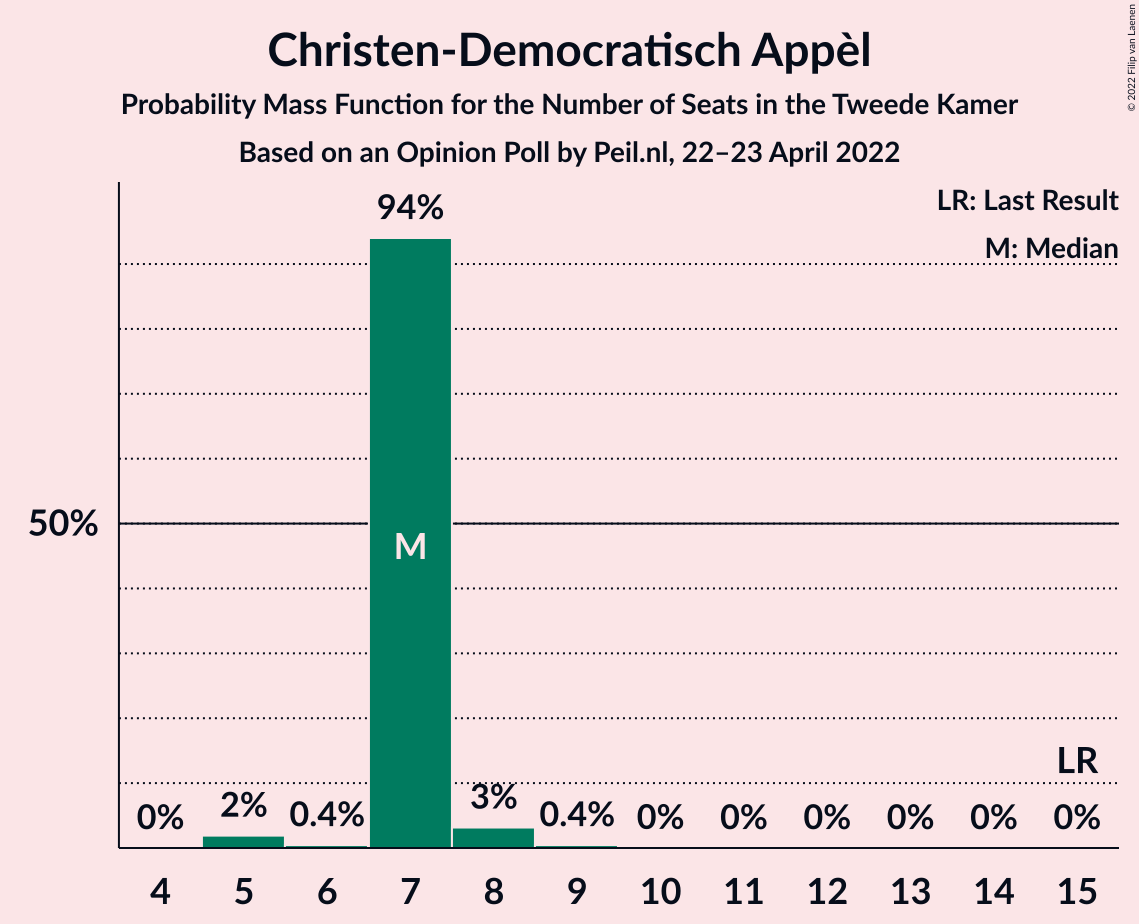 Christen-Democratisch Appèl
Probability Mass Function for the Number of Seats in the Tweede Kamer
Based on an Opinion Poll by Peil.nl, 22–23 April 2022
© 2022 Filip van Laenen
LR: Last Result
M: Median
94%
50%
M
LR
0% 2% 0.4% 3% 0.4% 0% 0% 0% 0% 0% 0%
4 5 6 7 8 9 10 11 12 13 14 15